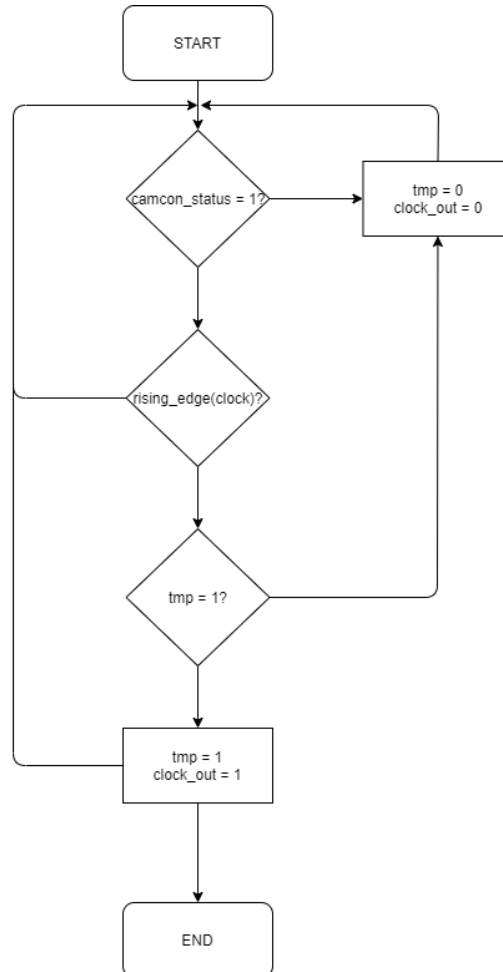 START
camcon_status = 1?
tmp = 0
clock_out = 0
rising_edge(clock)?
tmp = 1?
tmp = 1
clock_out = 1
END